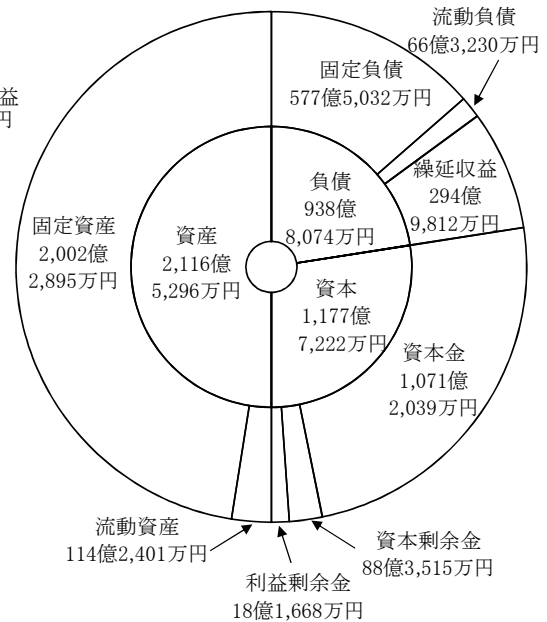 益
円
流動負債
66億3,230万円
固定負債
577億5,032万円
繰延収益
294億
9,812万円
負債
938億
8,074万円
固定資産
2,002億
2,895万円
資産
2,116億
5,296万円
資本
1,177億
7,222万円
資本金
1,071億
2,039万円
流動資産
114億2,401万円
資本剰余金
88億3,515万円
利益剰余金
18億1,668万円